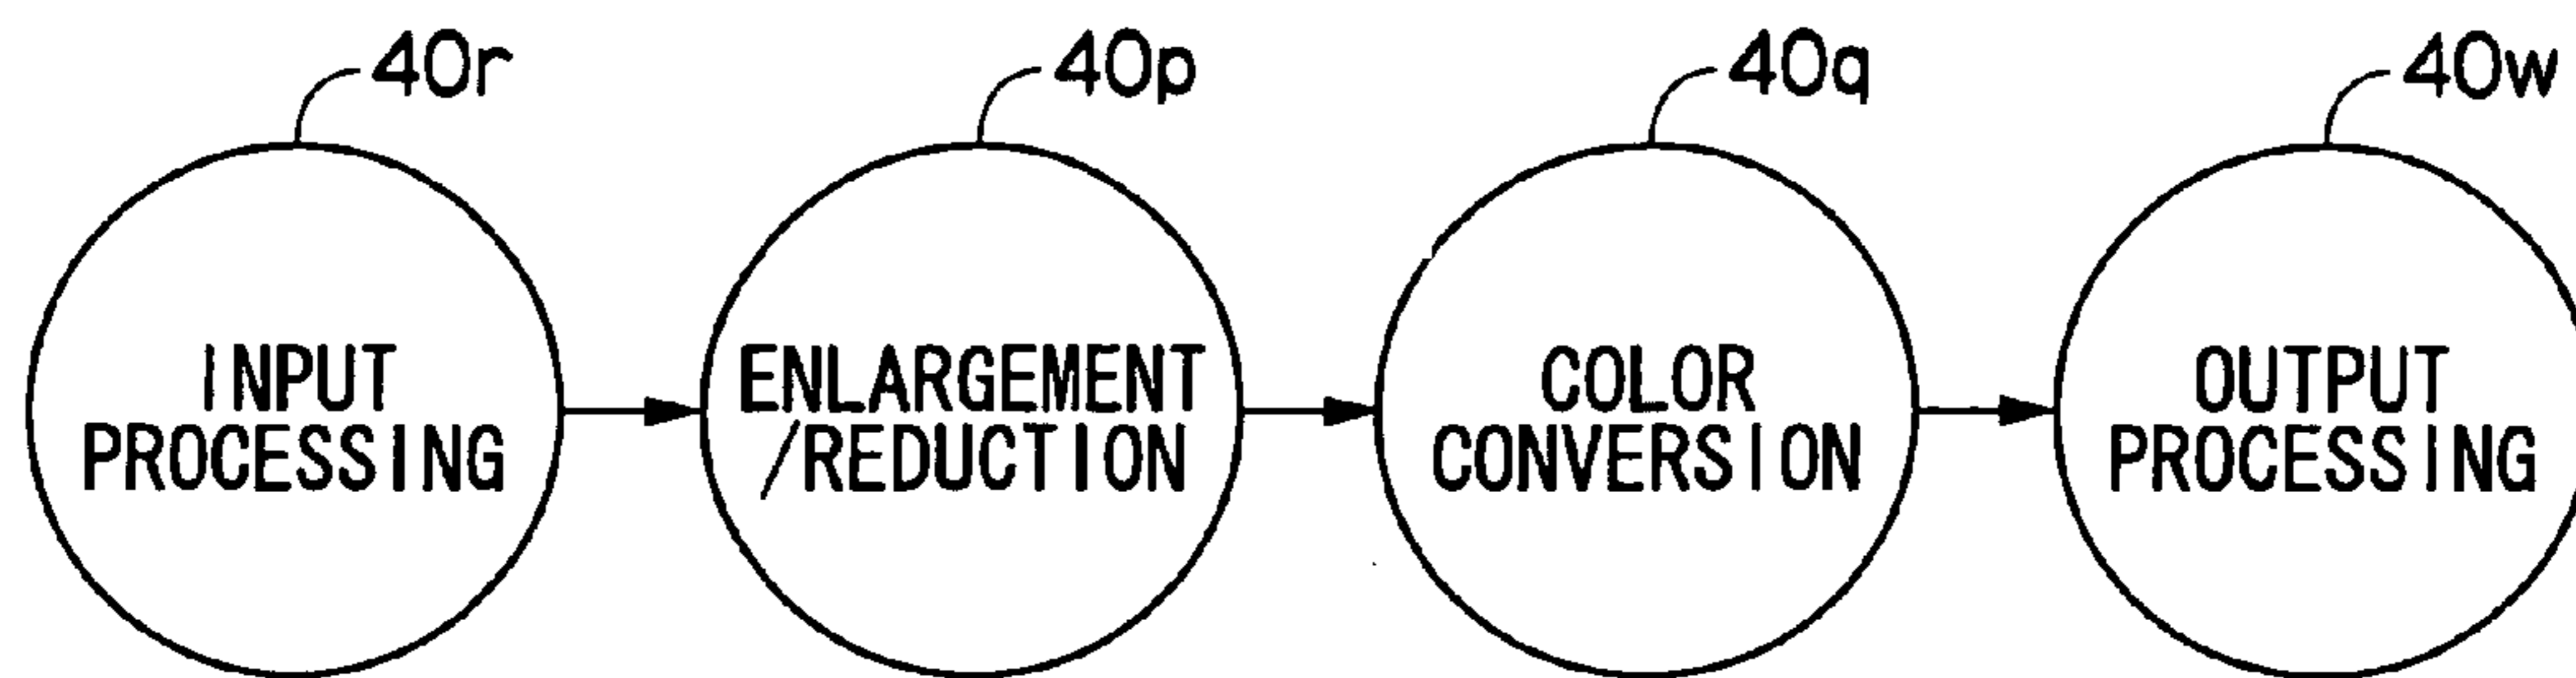 40r
40p
40q
40w
INPUT
PROCESSING
ENLARGEMENT
/REDUCTION
COLOR
CONVERSION
OUTPUT
PROCESSING